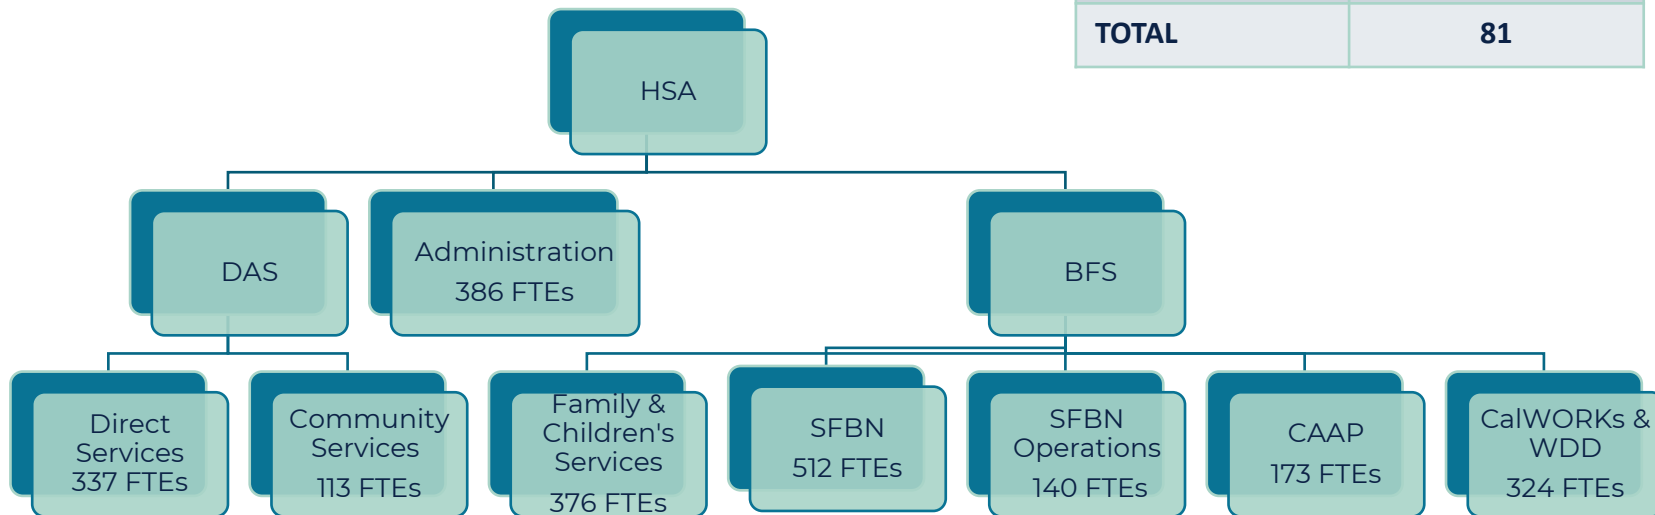 TOTAL 81
HSA
DAS
Administration
386 FTEs
BFS
Direct
Services
337 FTEs
Community
Services
113 FTEs
Family &
Children's
Services
376 FTEs
SFBN
512 FTEs
SFBN
Operations
140 FTEs
CAAP
173 FTEs
CalWORKs &
WDD
324 FTEs